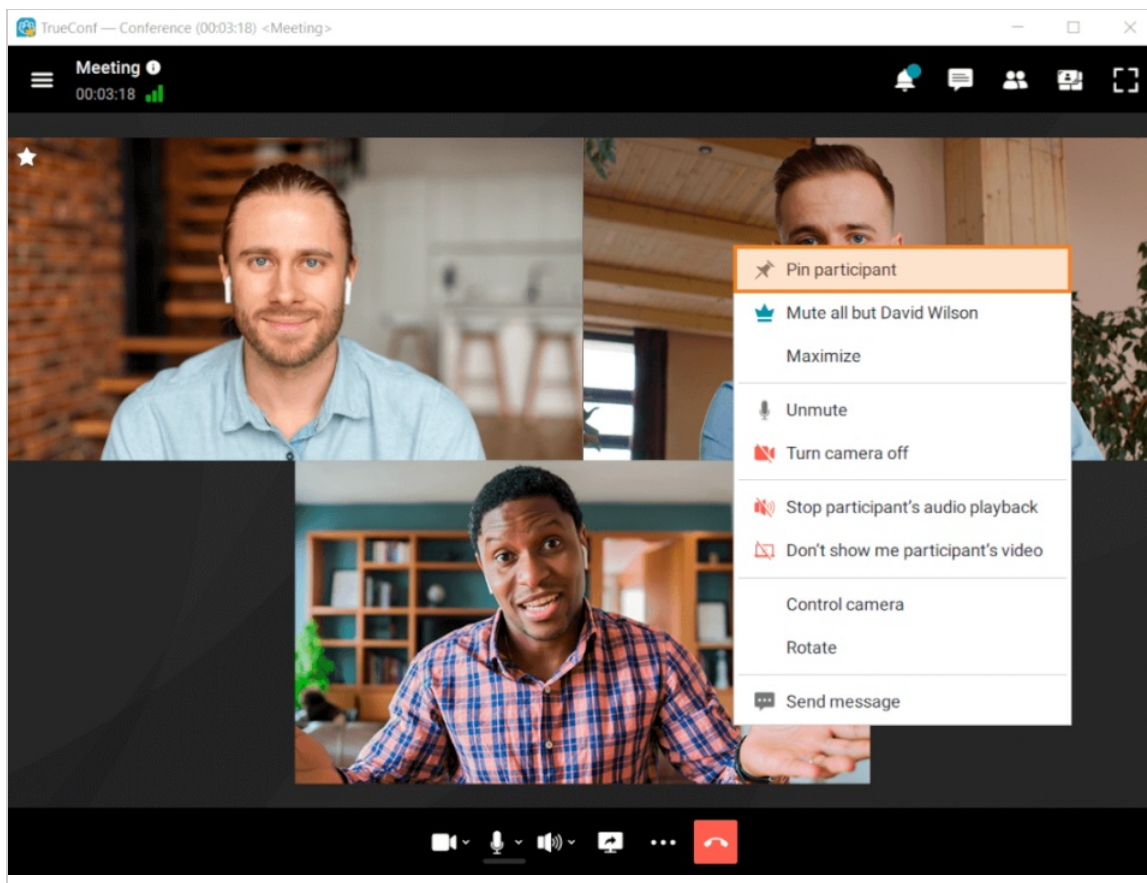 TrueConf — Conference (00:03:18) <Meeting>
Meeting
00:03:18
Pin participant
Mute all but David Wilson
Maximize
Unmute
Turn camera off
Stop participant's audio playback
Don't show me participant's video
Control camera
Rotate
Send message